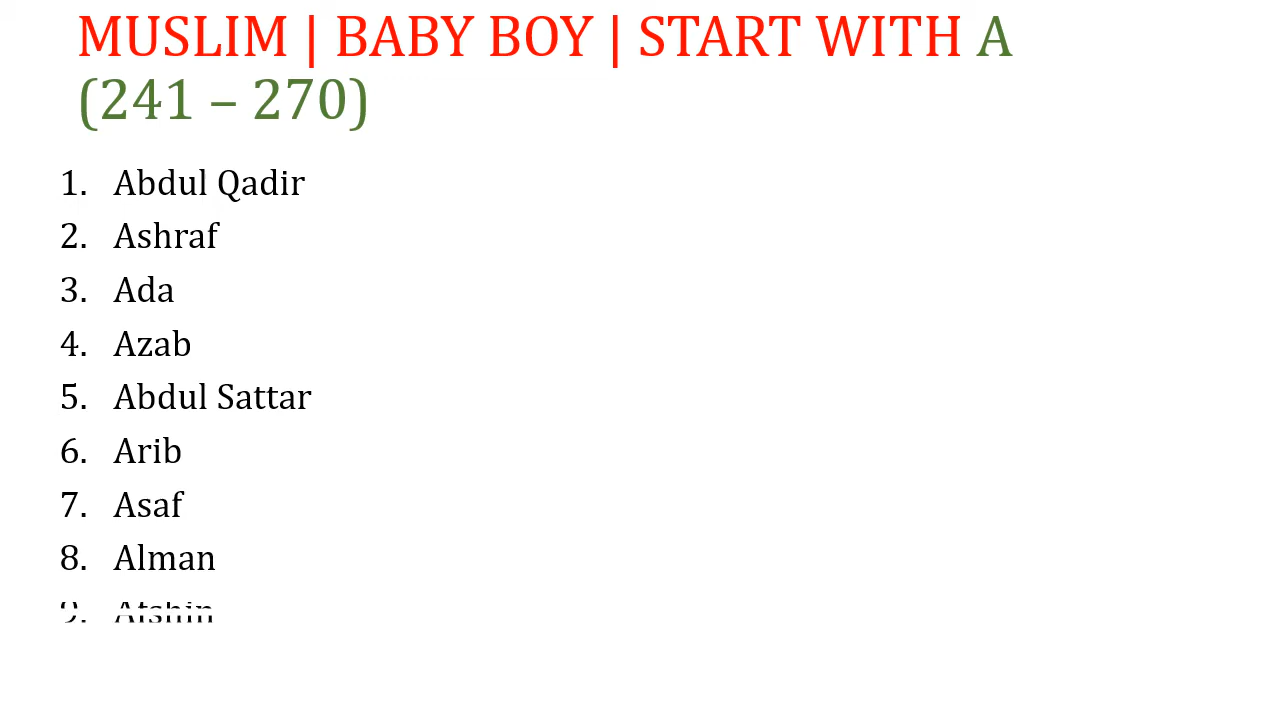 MUSLIM | BABY BOY | START WITH A
(241 – 270)
1. Abdul Qadir
2. Ashraf
3. Ada
4. Azab
5. Abdul Sattar
6. Arib
7. Asaf
8. Alman
9.